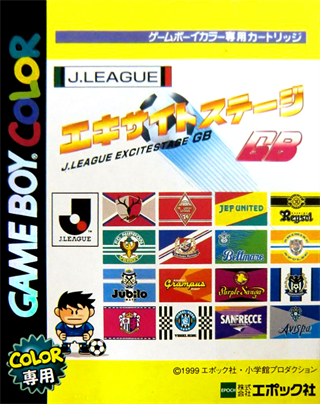 ゲームボーイカラー専用カートリッジ
GAME BOY COLOR
J.LEAGUE
エキサイトステージ
GB
J.LEAGUE EXCITESTAGE GB
J.LEAGUE
JEF UNITED
Reysol
Bellmare
Jubilo
Grampus
Purple Sanga
SANFRECCE
Avispa
COLOR
専用
©1999 エポック社・小学館プロダクション
EPOCH 株式会社 エポック社